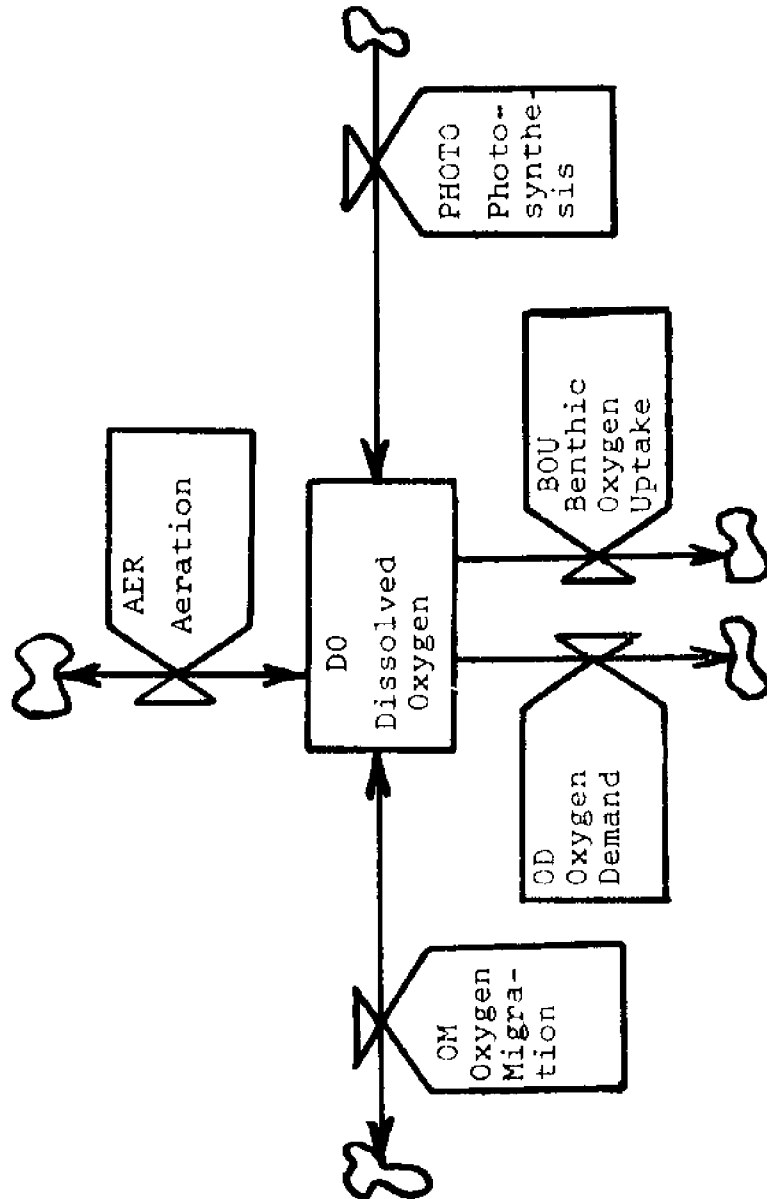 AER
Aeration
DO
Dissolved
Oxygen
PHOTO
Photo-
synthe-
sis
OM
Oxygen
Migra-
tion
OD
Oxygen
Demand
BOU
Benthic
Oxygen
Uptake